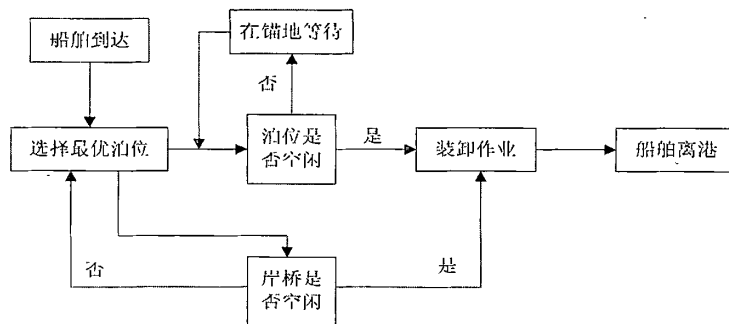 船舶到达
在锚地等待
否
选择最优泊位
泊位是
否空闲
是
装卸作业
船舶离港
否
岸桥是
否空闲
是